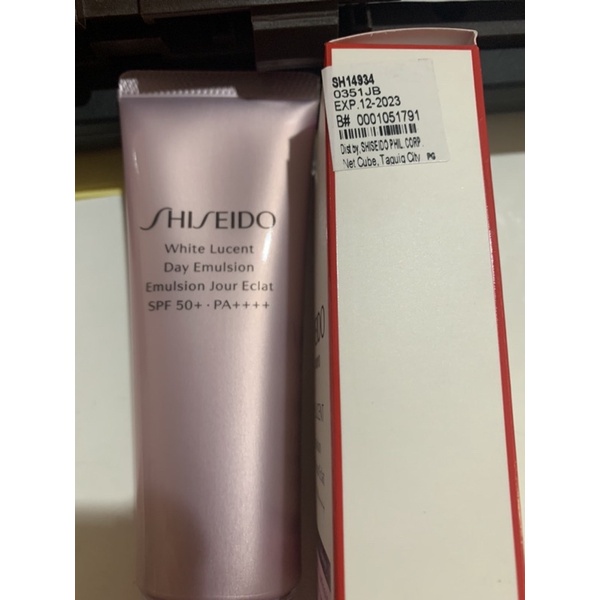 SHISEIDO
White Lucent
Day Emulsion
Emulsion Jour Eclat
SPF 50+ · PA++++
SH14934
0351JB
EXP.12-2023
B# 0001051791
Dist by. SHISEIDO PHIL CORP.
Net Cube, Taguig City PG